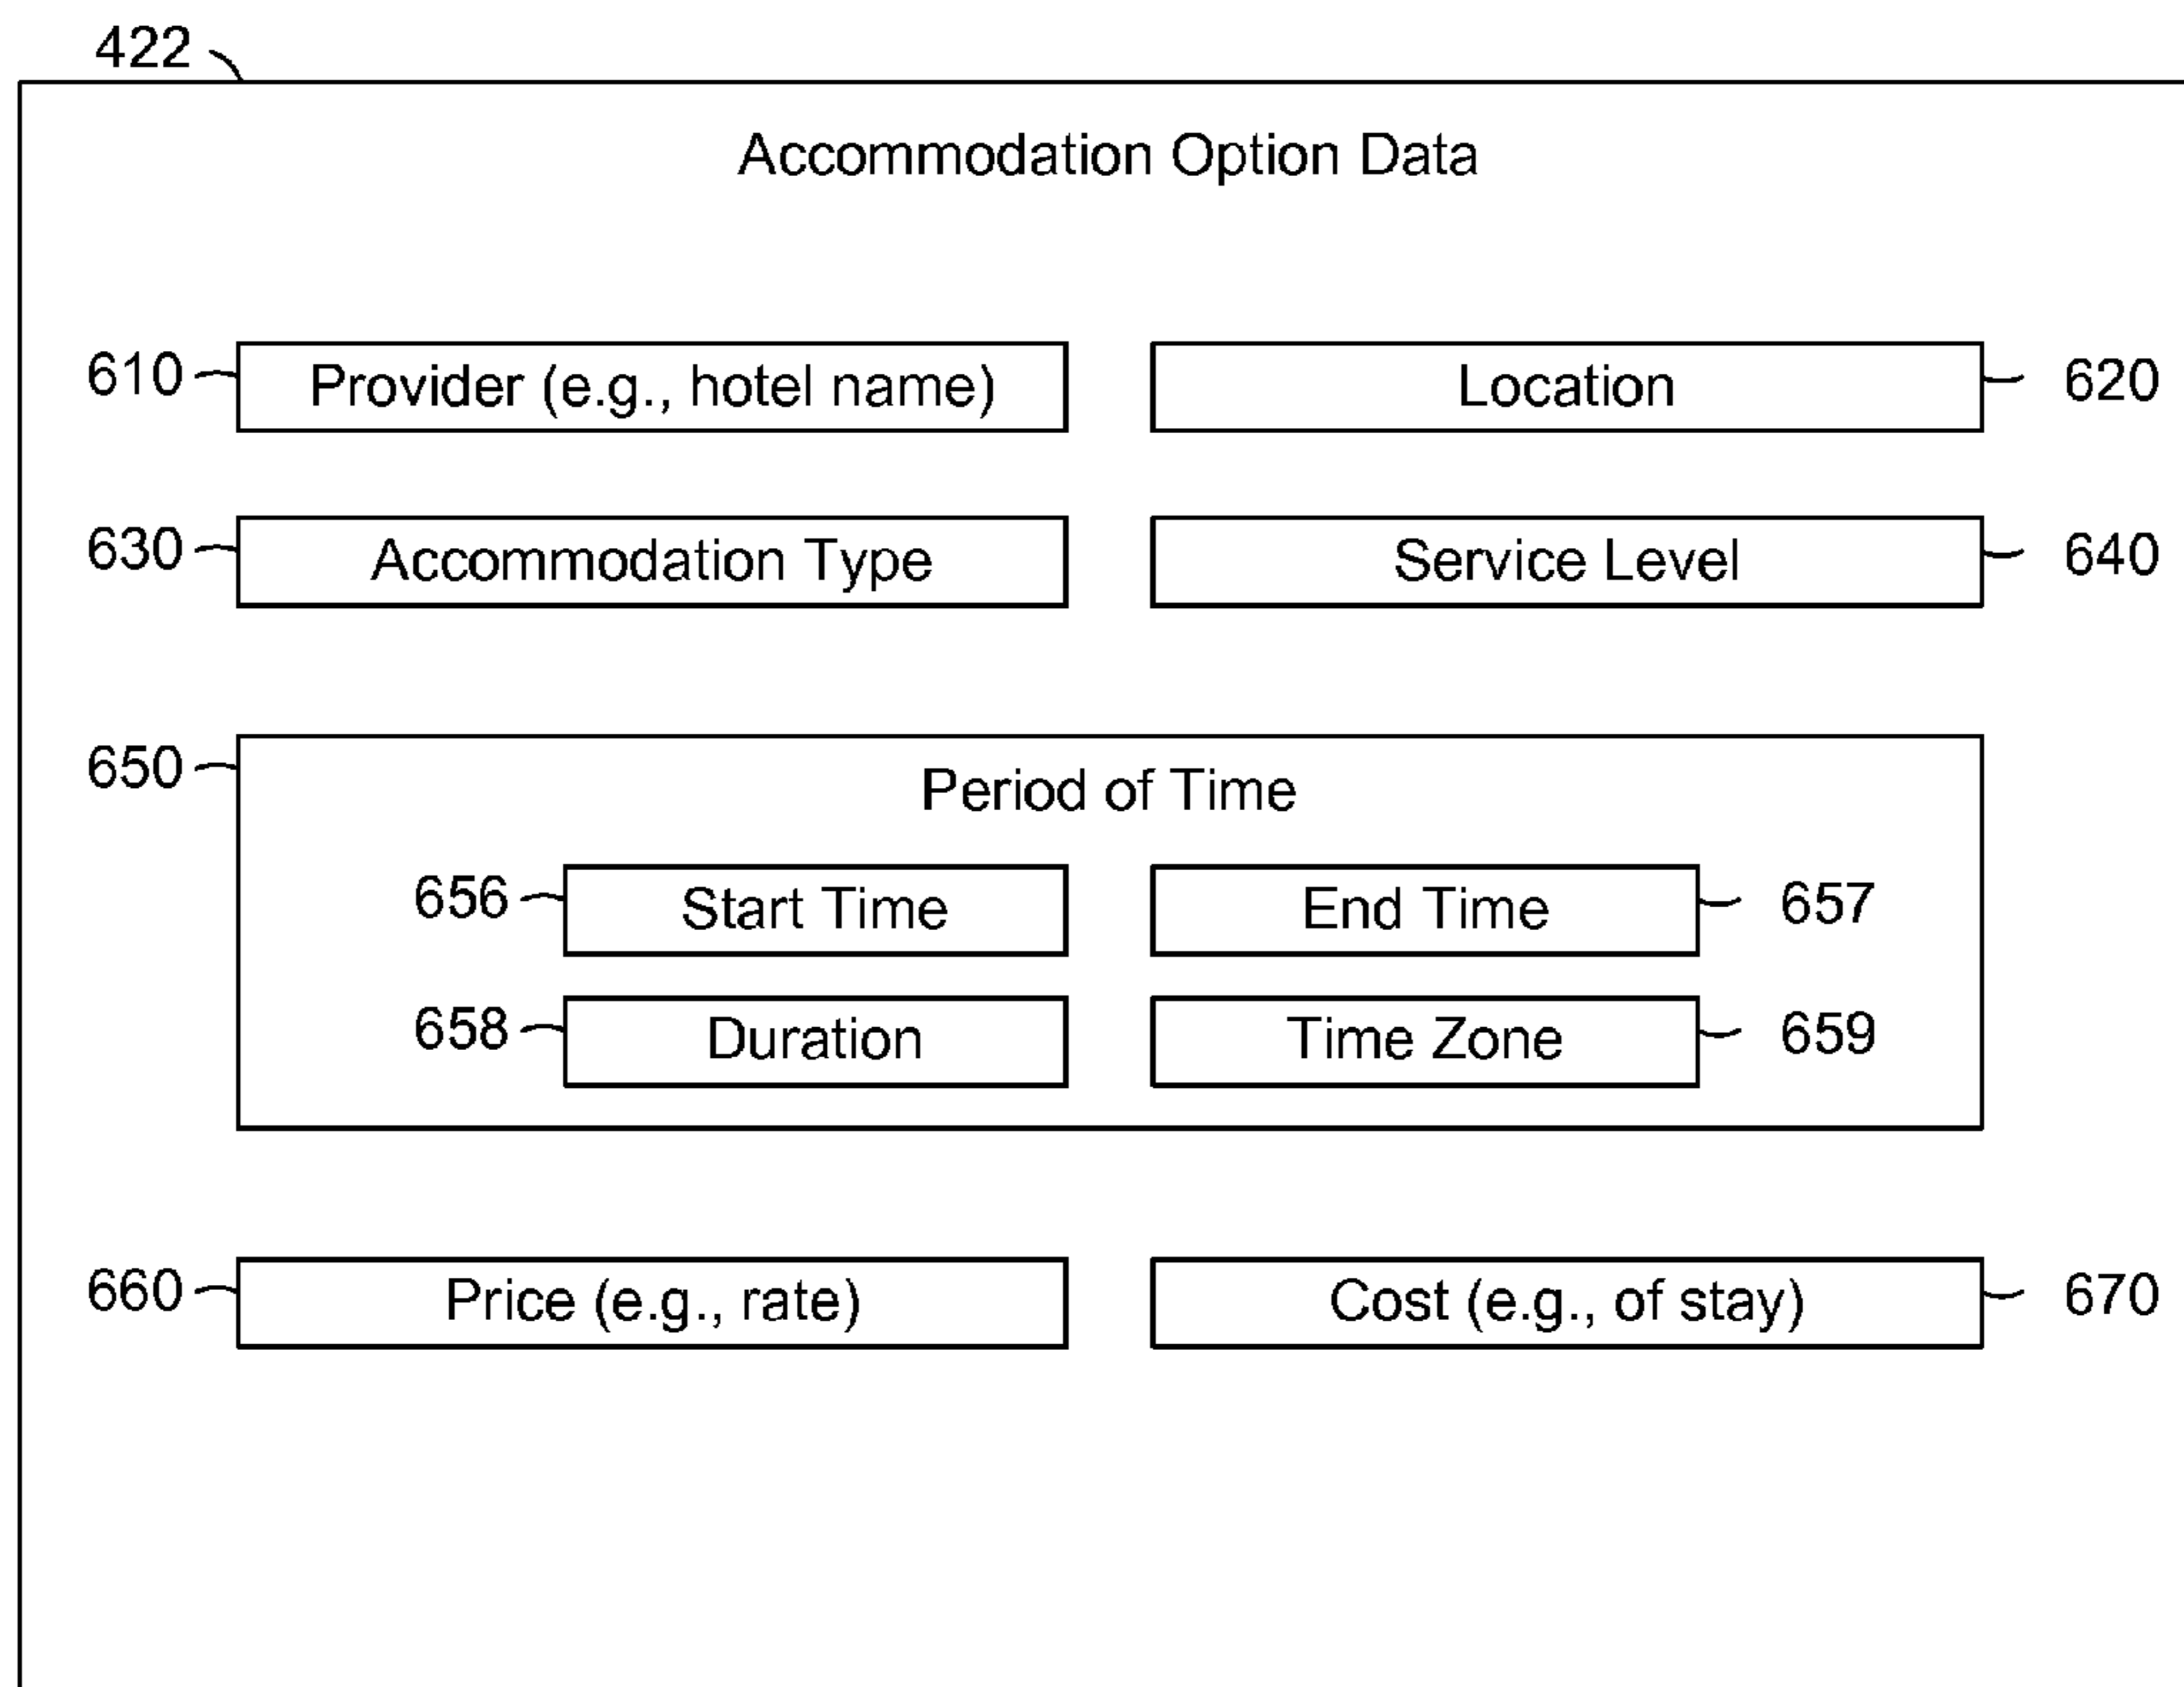 422
Accommodation Option Data
610 Provider (e.g., hotel name) Location 620
630 Accommodation Type Service Level 640
650 Period of Time
656 Start Time End Time 657
658 Duration Time Zone 659
660 Price (e.g., rate) Cost (e.g., of stay) 670